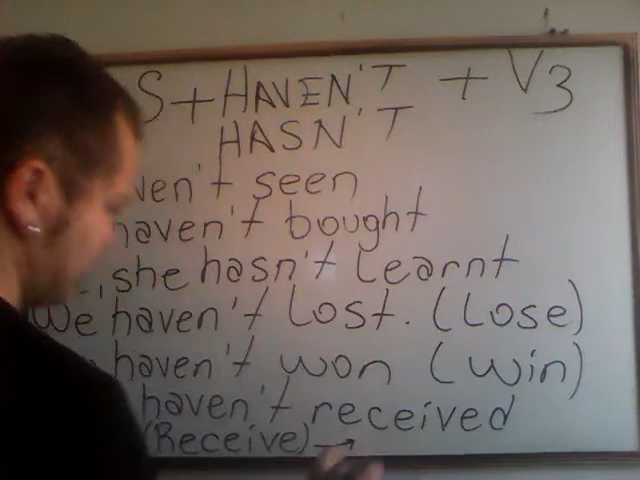 S + HAVEN'T + V3
HASN'T
seen
haven't bought
, she hasn't learnt
We haven't lost. (Lose)
haven't won (win)
haven't received
(Receive) →